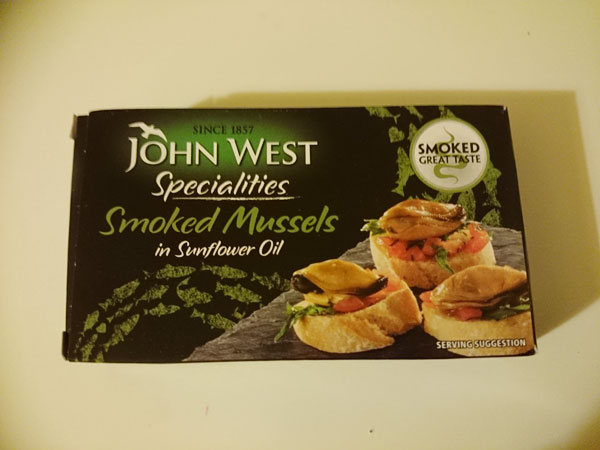 SINCE 1857
JOHN WEST
Specialities
Smoked Mussels
in Sunflower Oil
SMOKED
GREAT TASTE
SERVING SUGGESTION